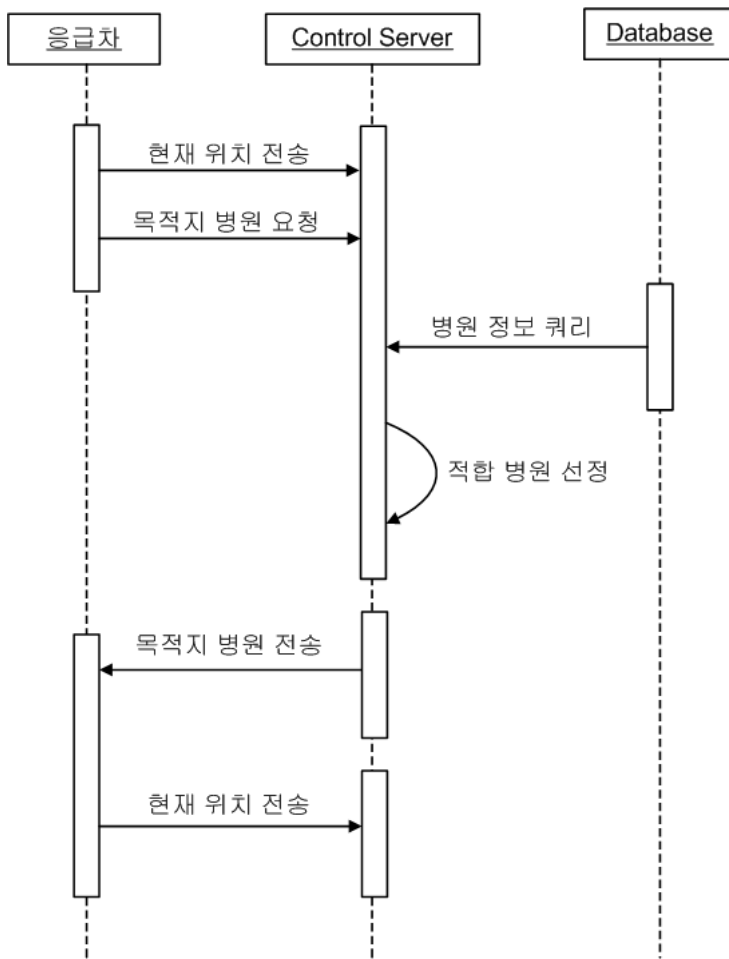 응급차
Control Server
Database
현재 위치 전송
목적지 병원 요청
병원 정보 쿼리
적합 병원 선정
목적지 병원 전송
현재 위치 전송